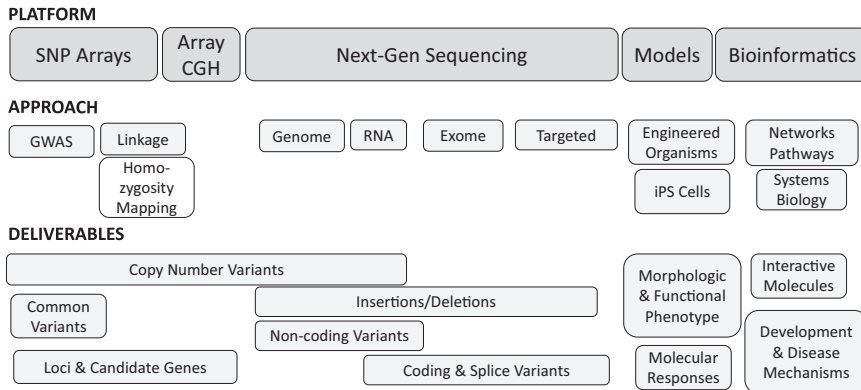 PLATFORM
SNP Arrays
Array
CGH
Next-Gen Sequencing
Models
Bioinformatics
APPROACH
GWAS
Linkage
Homo-
zygosity
Mapping
Genome
RNA
Exome
Targeted
Engineered
Organisms
iPS Cells
Networks
Pathways
Systems
Biology
DELIVERABLES
Copy Number Variants
Insertions/Deletions
Common
Variants
Non-coding Variants
Loci & Candidate Genes
Coding & Splice Variants
Morphologic
& Functional
Phenotype
Molecular
Responses
Interactive
Molecules
Development
& Disease
Mechanisms